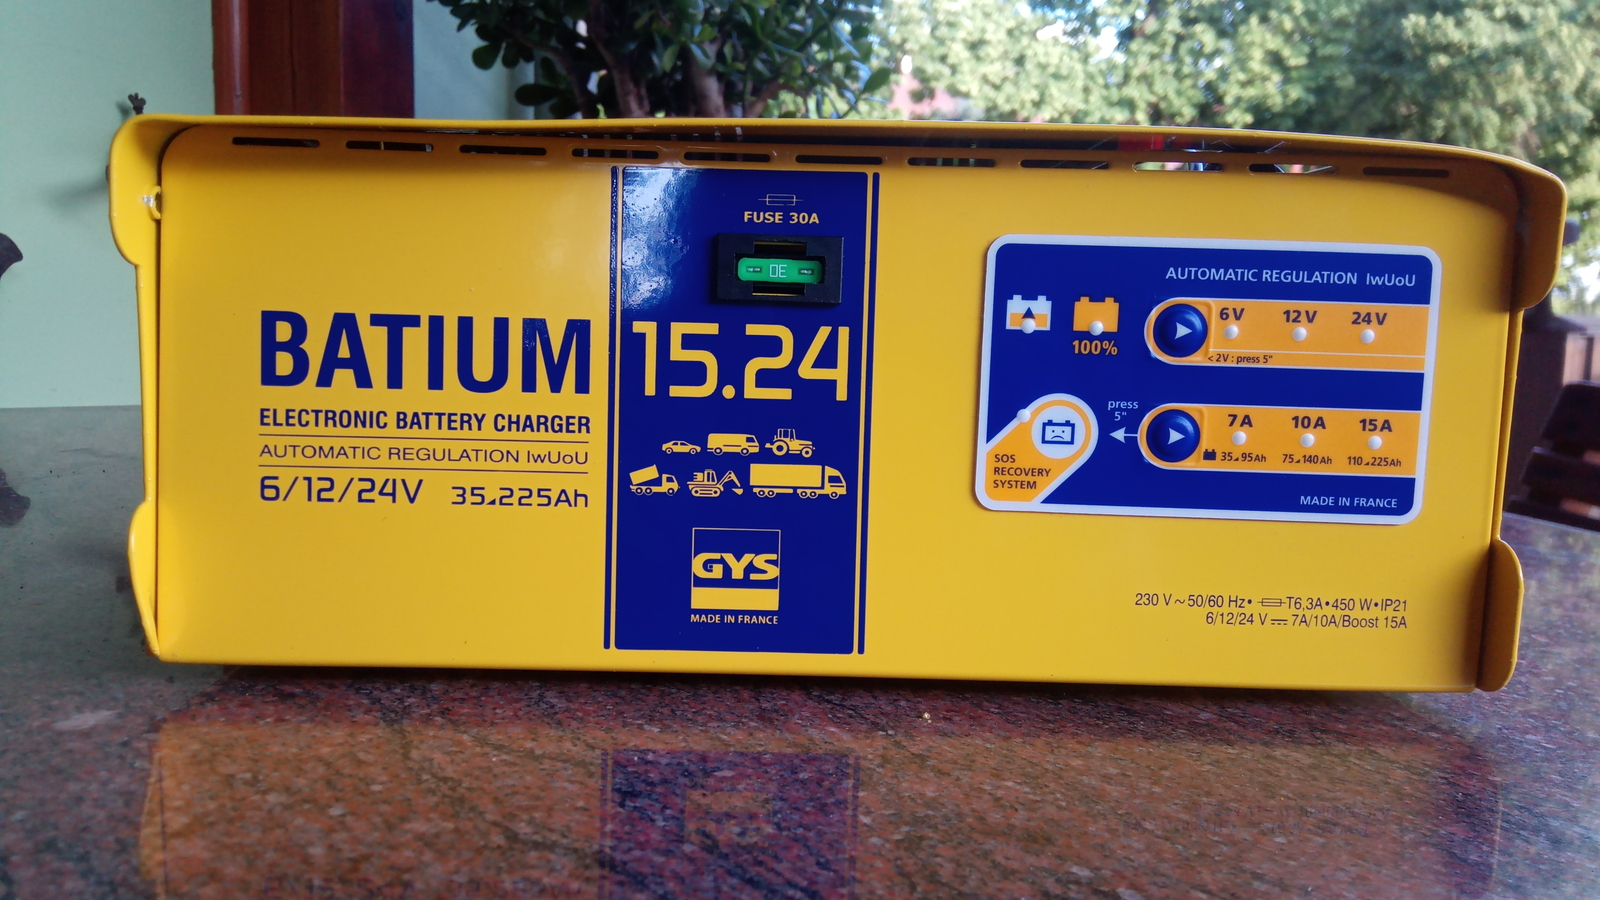 FUSE 30A
30
BATIUM 15.24
ELECTRONIC BATTERY CHARGER
AUTOMATIC REGULATION IwUoU
6/12/24V 35◢225Ah
GYS
MADE IN FRANCE
AUTOMATIC REGULATION IwUoU
100%
6V 12V 24V
< 2V : press 5"
press
5"
7A 10A 15A
35◢95Ah 75◢140Ah 110◢225Ah
SOS
RECOVERY
SYSTEM
MADE IN FRANCE
230 V ~ 50/60 Hz • T6,3A • 450 W • IP21
6/12/24 V ⎓ 7A/10A/Boost 15A